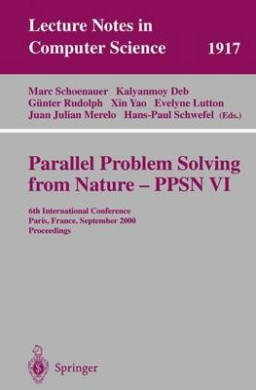 Lecture Notes in
Computer Science 1917
Marc Schoenauer Kalyanmoy Deb
Günter Rudolph Xin Yao Evelyne Lutton
Juan Julian Merelo Hans-Paul Schwefel (Eds.)
Parallel Problem Solving
from Nature – PPSN VI
6th International Conference
Paris, France, September 2000
Proceedings
Springer